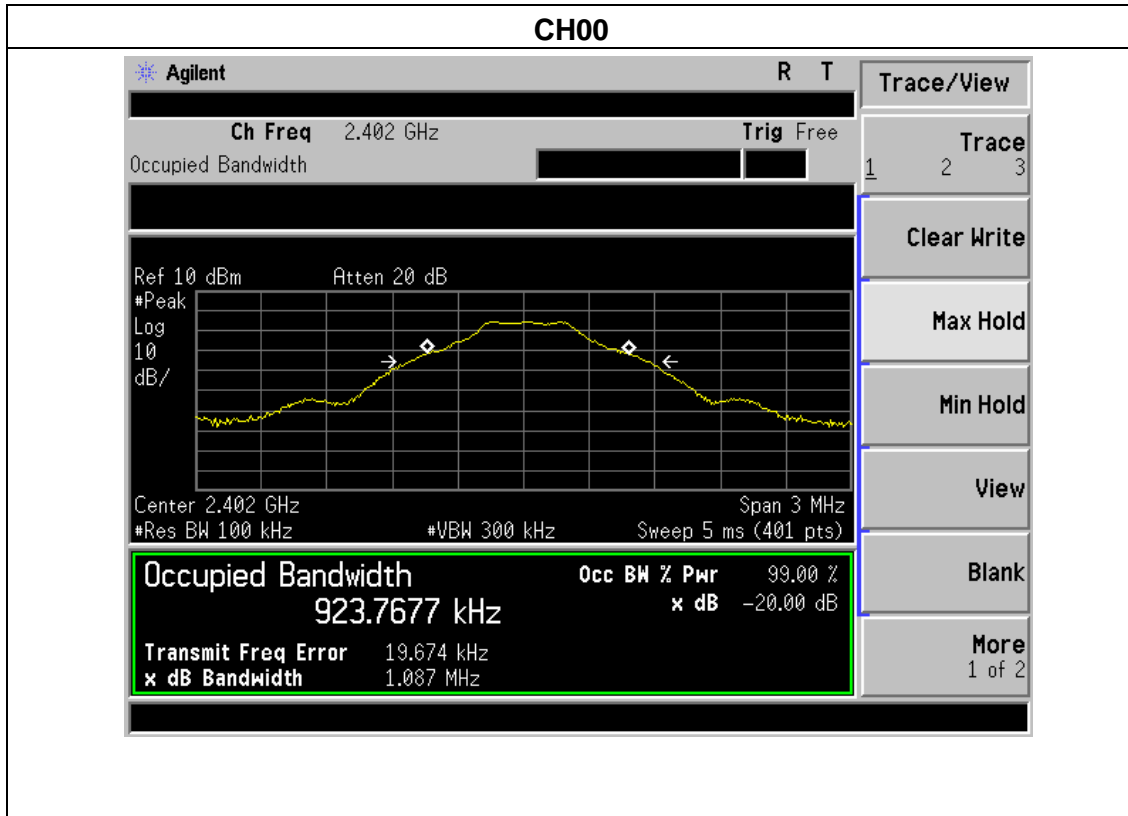 CH00
Agilent R T
Ch Freq 2.402 GHz Trig Free
Occupied Bandwidth
Ref 10 dBm Atten 20 dB
#Peak
Log
10
dB/
Center 2.402 GHz Span 3 MHz
#Res BW 100 kHz #VBW 300 kHz Sweep 5 ms (401 pts)
Occupied Bandwidth Occ BW % Pwr 99.00 %
923.7677 kHz x dB -20.00 dB
Transmit Freq Error 19.674 kHz
x dB Bandwidth 1.087 MHz
Trace/View
Trace
1 2 3
Clear Write
Max Hold
Min Hold
View
Blank
More
1 of 2